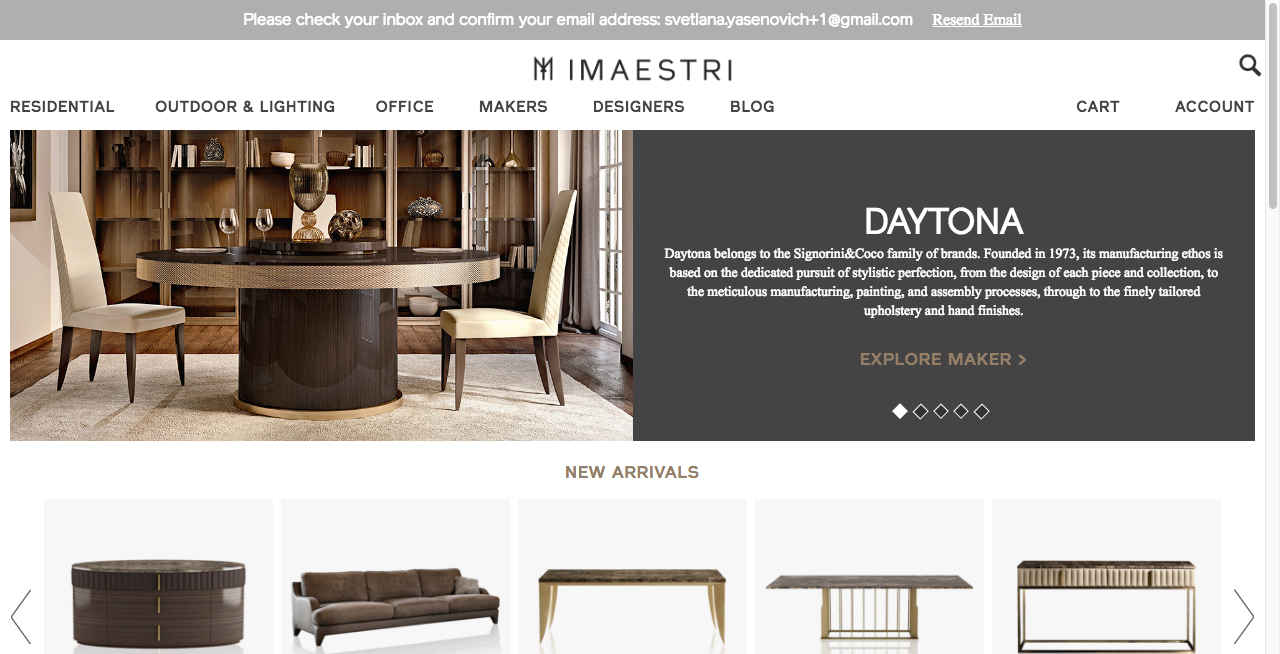 Please check your inbox and confirm your email address: svetlana.yasenovich+1@gmail.com Resend Email
IMAESTRI
RESIDENTIAL OUTDOOR & LIGHTING OFFICE MAKERS DESIGNERS BLOG CART ACCOUNT
DAYTONA
Daytona belongs to the Signorini&Coco family of brands. Founded in 1973, its manufacturing ethos is
based on the dedicated pursuit of stylistic perfection, from the design of each piece and collection, to
the meticulous manufacturing, painting, and assembly processes, through to the finely tailored
upholstery and hand finishes.
EXPLORE MAKER >
NEW ARRIVALS